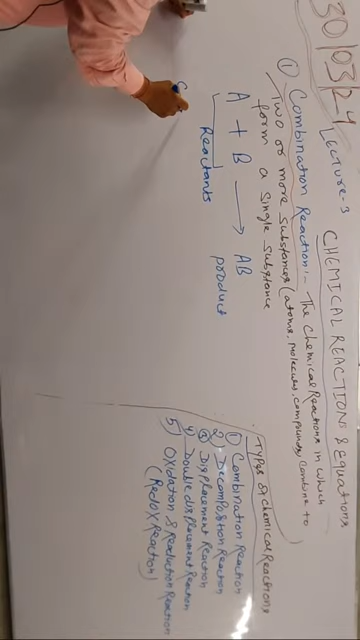 30/03/24
Lecture-3
CHEMICAL REACTIONS & Equations
① Combination Reaction:- The chemical Reactions in which
Two or more substances (atoms, molecules, compounds combine to)
form a single substance
A + B ⟶ AB
Reactants product
Types of chemical Reactions
① Combination Reaction
2) Decomposition Reaction
③ Displacement Reaction
4) Double displacement Reaction
5) Oxidation & Reduction Reaction
(Redox Reaction)